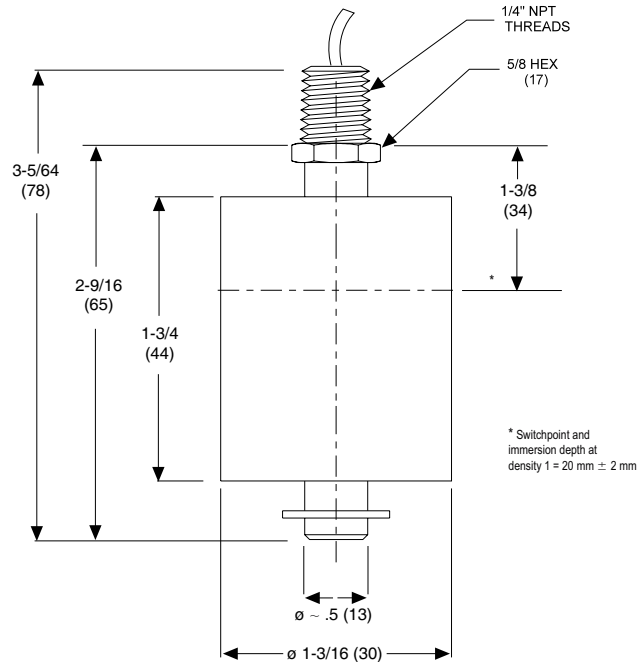 1/4" NPT
THREADS
5/8 HEX
(17)
3-5/64
(78)
1-3/8
(34)
2-9/16
(65)
*
1-3/4
(44)
* Switchpoint and
immersion depth at
density 1 = 20 mm ± 2 mm
ø ~ .5 (13)
ø 1-3/16 (30)